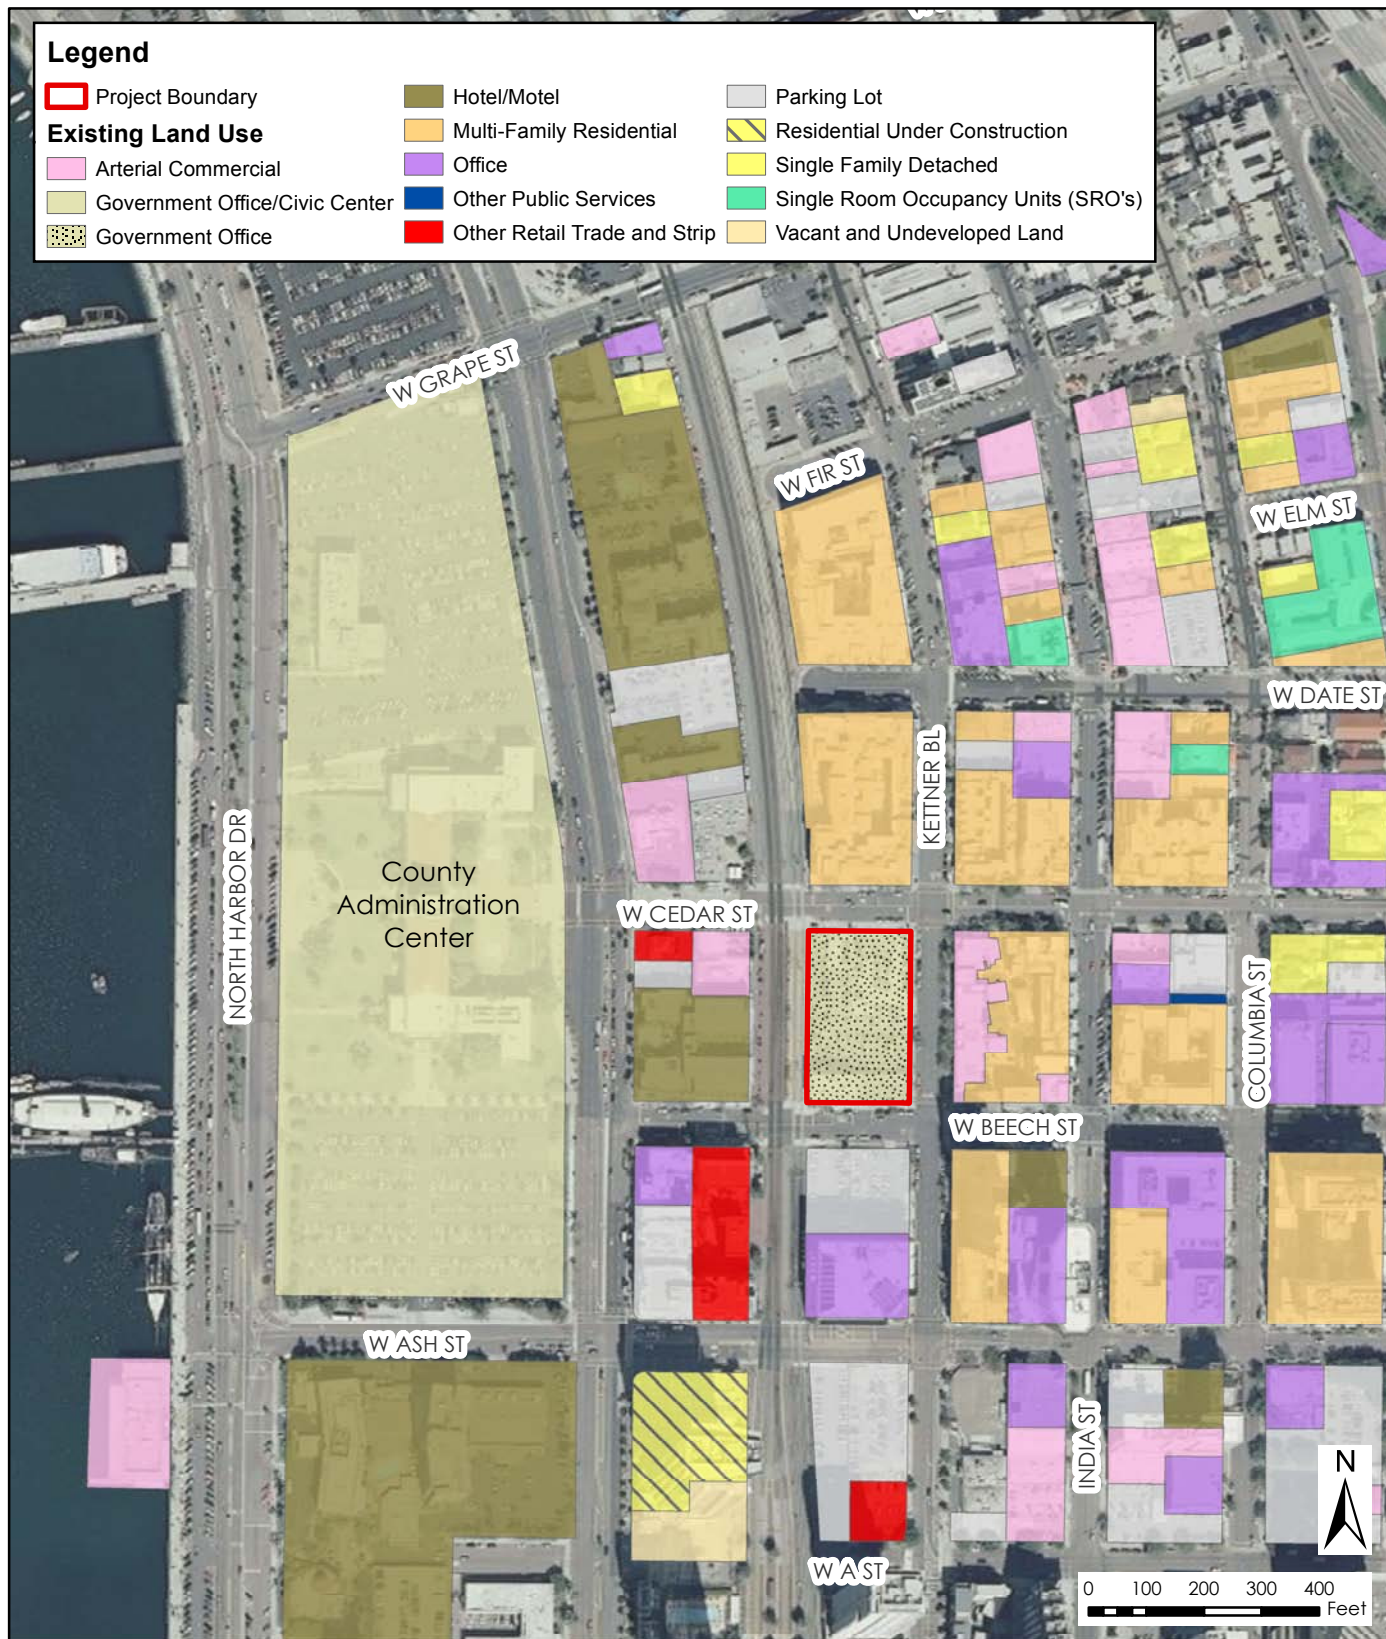 Legend
Project Boundary
Existing Land Use
Arterial Commercial
Government Office/Civic Center
Government Office
Hotel/Motel
Multi-Family Residential
Office
Other Public Services
Other Retail Trade and Strip
Parking Lot
Residential Under Construction
Single Family Detached
Single Room Occupancy Units (SRO's)
Vacant and Undeveloped Land
W GRAPE ST
W FIR ST
W ELM ST
W DATE ST
KETTNER BL
NORTH HARBOR DR
County
Administration
Center
W CEDAR ST
COLUMBIA ST
W BEECH ST
W ASH ST
INDIA ST
W A ST
N
0 100 200 300 400
Feet